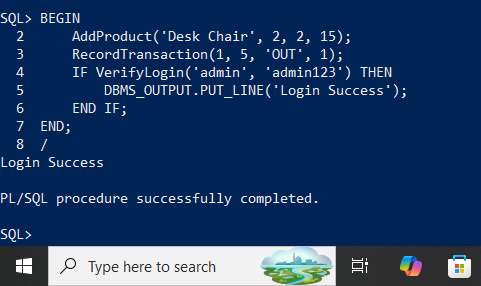 SQL> BEGIN
  2      AddProduct('Desk Chair', 2, 2, 15);
  3      RecordTransaction(1, 5, 'OUT', 1);
  4      IF VerifyLogin('admin', 'admin123') THEN
  5          DBMS_OUTPUT.PUT_LINE('Login Success');
  6      END IF;
  7  END;
  8  /
Login Success
PL/SQL procedure successfully completed.
SQL>
Type here to search